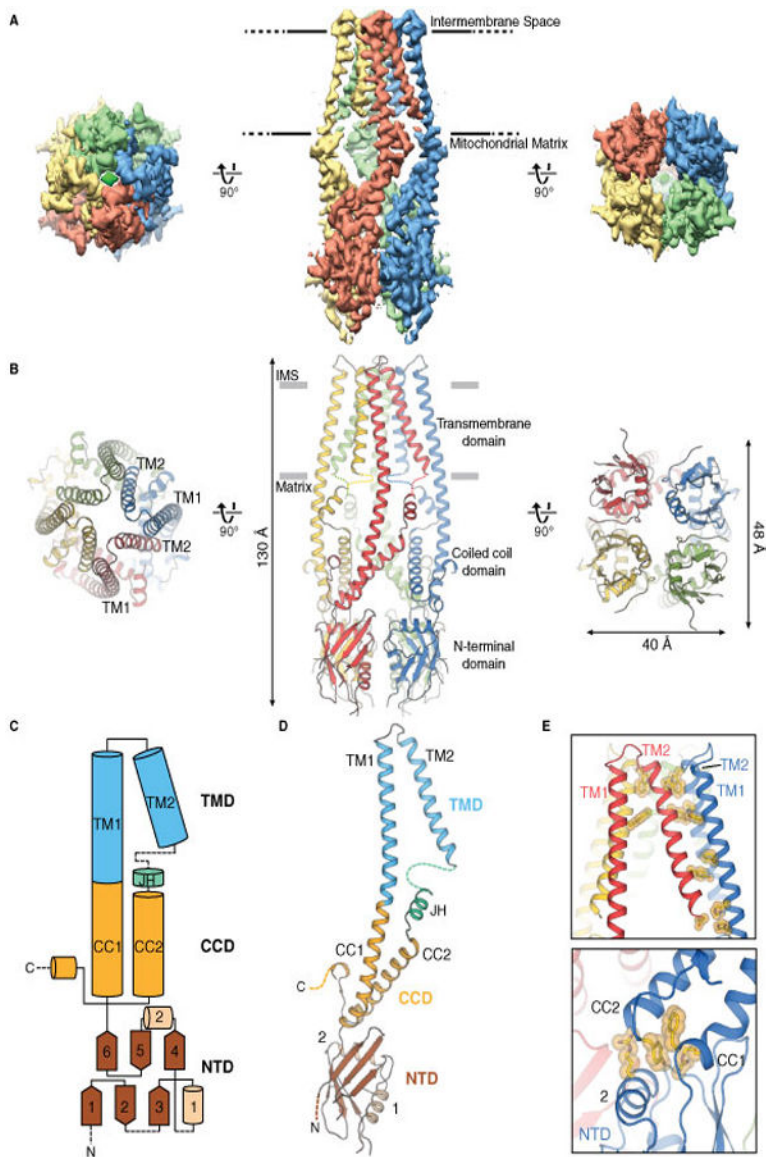 A
Intermembrane Space
Mitochondrial Matrix
90°
90°
B
IMS
Matrix
130 Å
Transmembrane
domain
Coiled coil
domain
N-terminal
domain
TM2
TM1
TM2
TM1
90°
90°
48 Å
40 Å
C
TM1
TM2
TMD
JH
CC1
CC2
CCD
C
2
6
5
4
NTD
1
2
3
1
N
D
TM1
TM2
TMD
JH
CC1
CC2
C
CCD
2
NTD
1
N
E
TM2
TM1
TM2
TM1
CC2
CC1
2
NTD